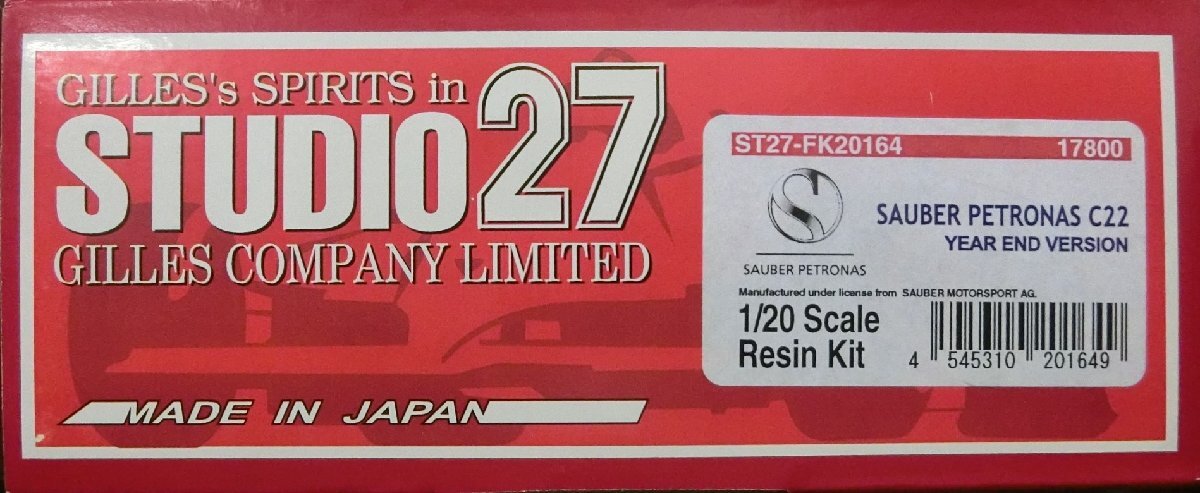 GILLES's SPIRITS in
STUDIO27
GILLES COMPANY LIMITED
MADE IN JAPAN
ST27-FK20164 17800
S
SAUBER PETRONAS
SAUBER PETRONAS C22
YEAR END VERSION
Manufactured under license from SAUBER MOTORSPORT AG.
1/20 Scale
Resin Kit
4 545310 201649